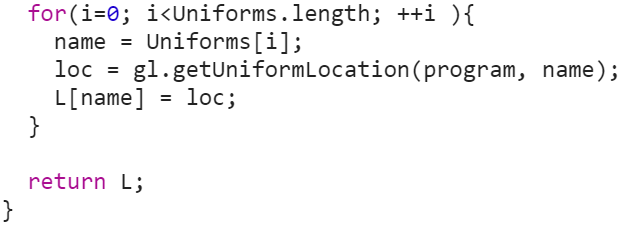 for(i=0; i<Uniforms.length; ++i ){
name = Uniforms[i];
loc = gl.getUniformLocation(program, name);
L[name] = loc;
}
return L;
}